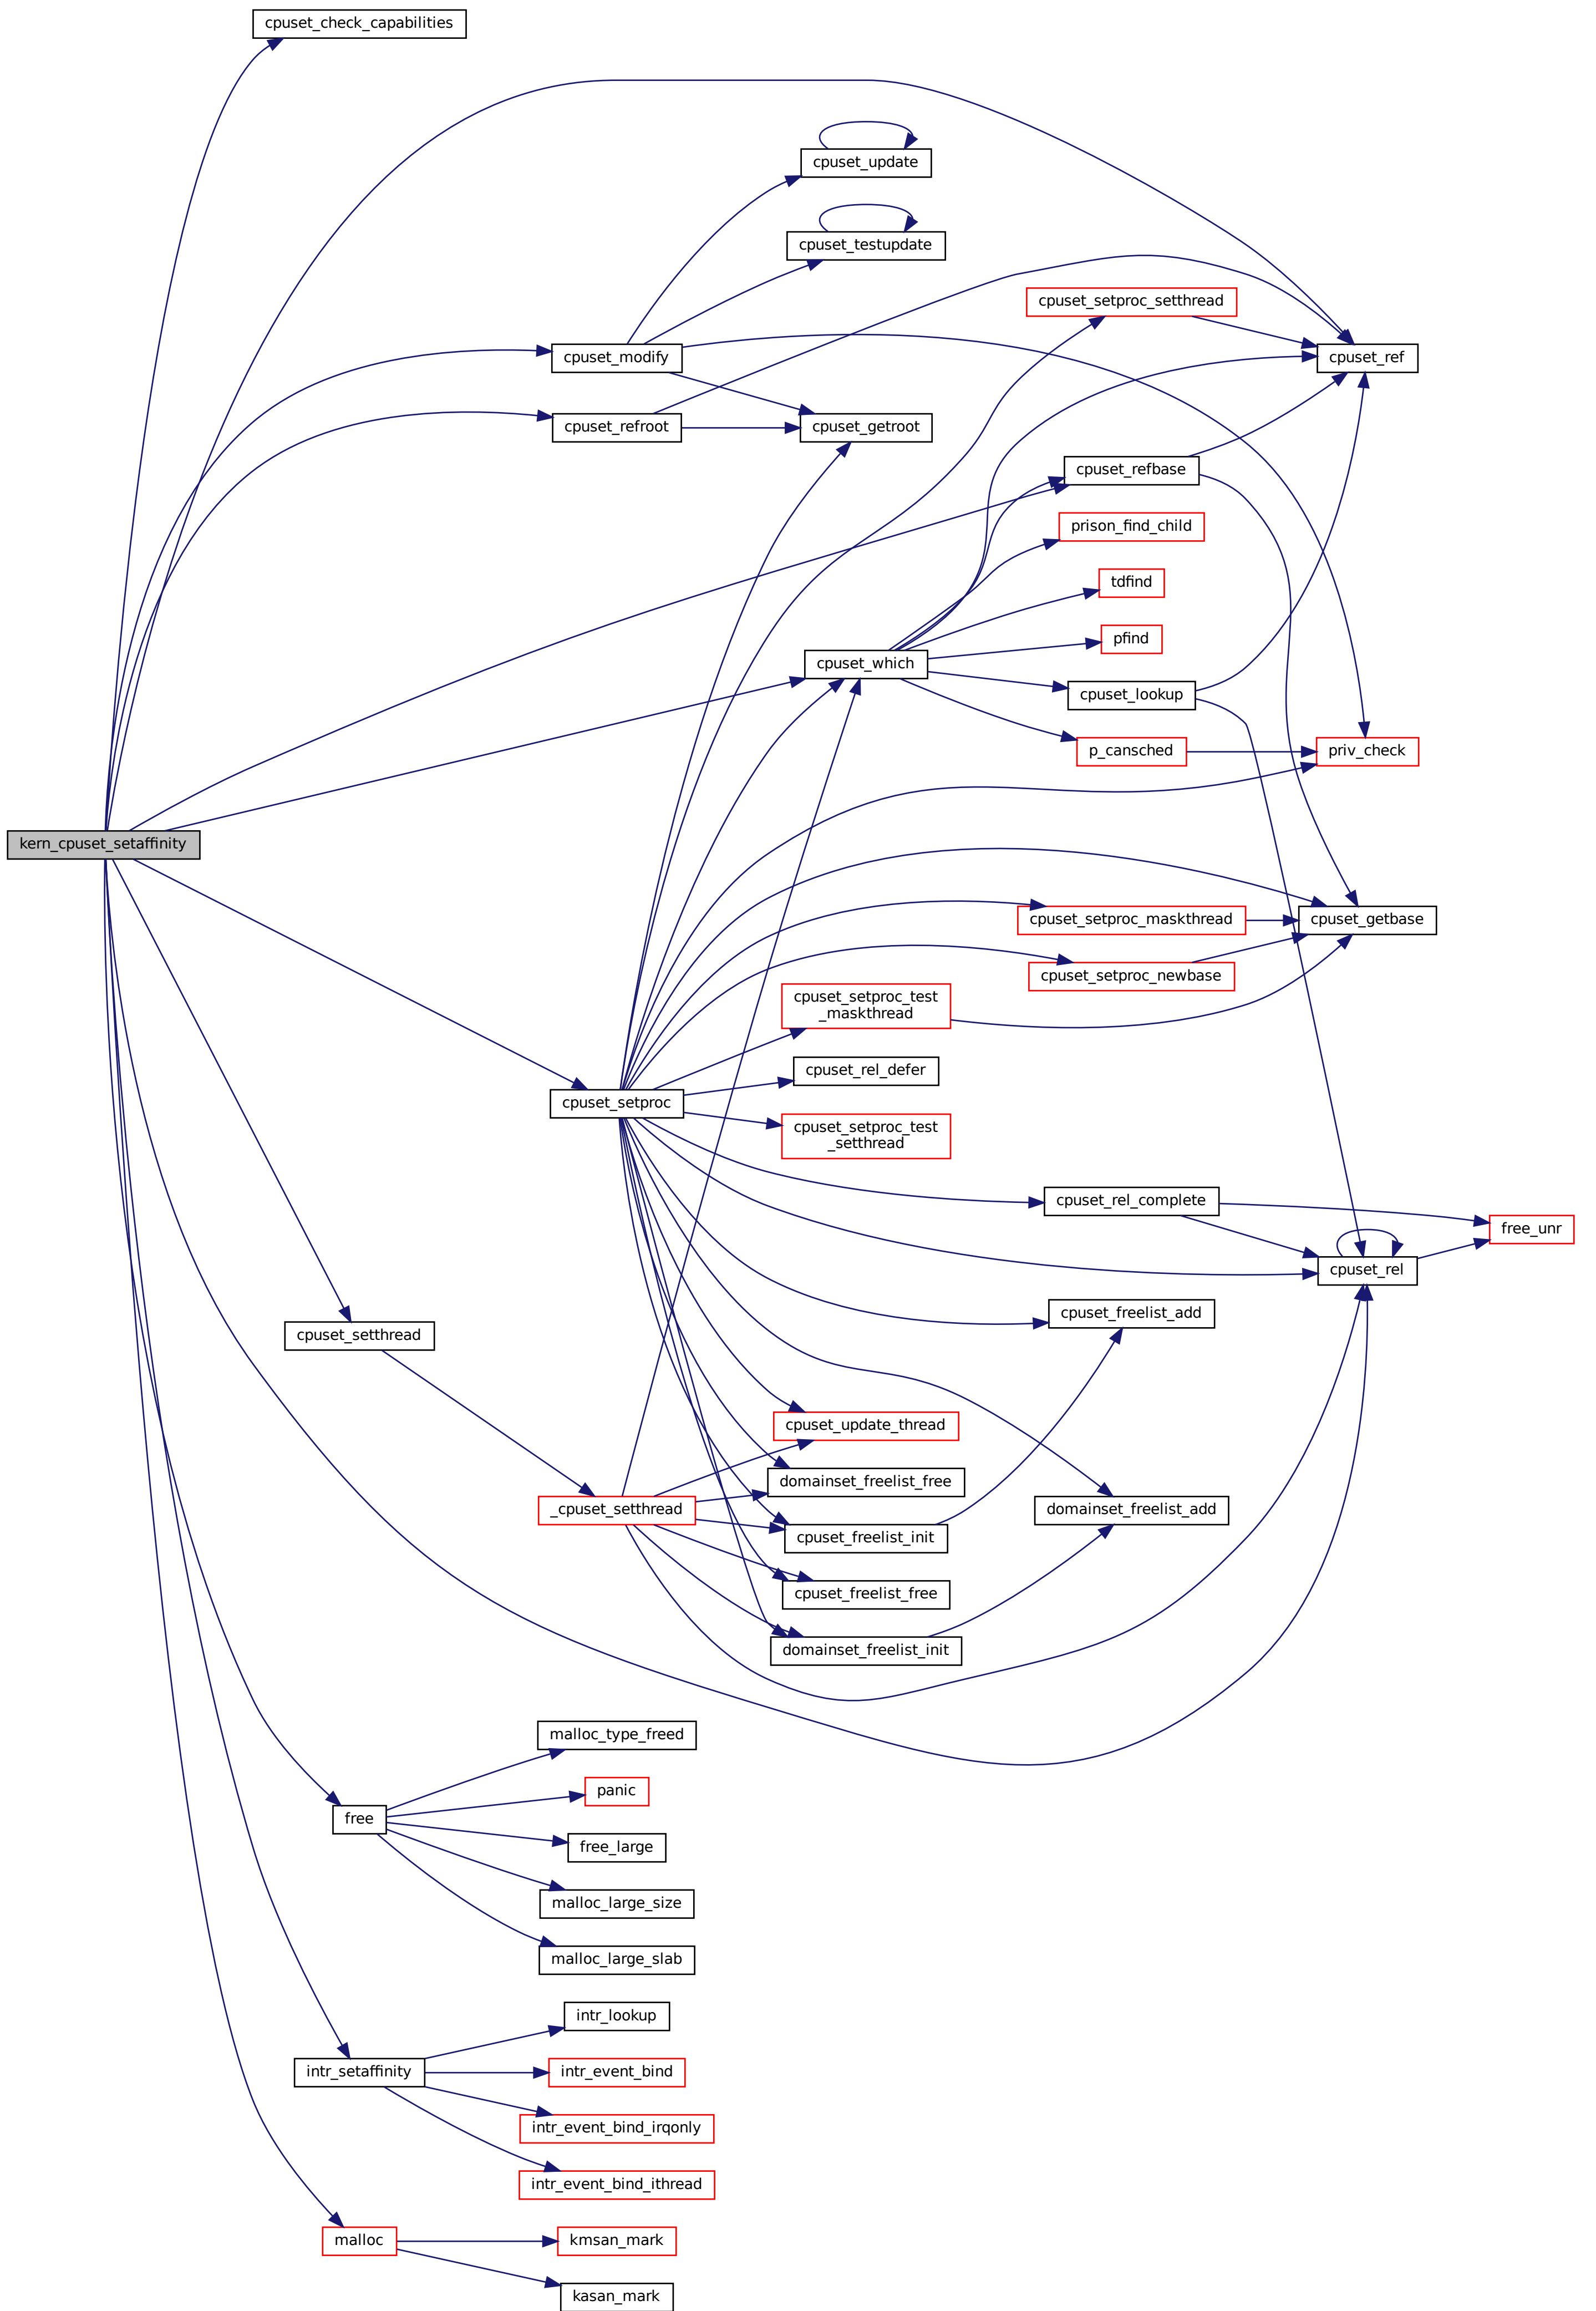 cpuset_check_capabilities
cpuset_update
cpuset_testupdate
cpuset_setproc_setthread
cpuset_modify
cpuset_ref
cpuset_refroot
cpuset_getroot
cpuset_refbase
prison_find_child
tdfind
pfind
cpuset_which
cpuset_lookup
p_cansched
priv_check
kern_cpuset_setaffinity
cpuset_setproc_maskthread
cpuset_getbase
cpuset_setproc_newbase
cpuset_setproc_test
_maskthread
cpuset_rel_defer
cpuset_setproc
cpuset_setproc_test
_setthread
cpuset_rel_complete
free_unr
cpuset_rel
cpuset_freelist_add
cpuset_setthread
cpuset_update_thread
domainset_freelist_free
_cpuset_setthread
domainset_freelist_add
cpuset_freelist_init
cpuset_freelist_free
domainset_freelist_init
malloc_type_freed
panic
free
free_large
malloc_large_size
malloc_large_slab
intr_lookup
intr_setaffinity
intr_event_bind
intr_event_bind_irqonly
intr_event_bind_ithread
malloc
kmsan_mark
kasan_mark